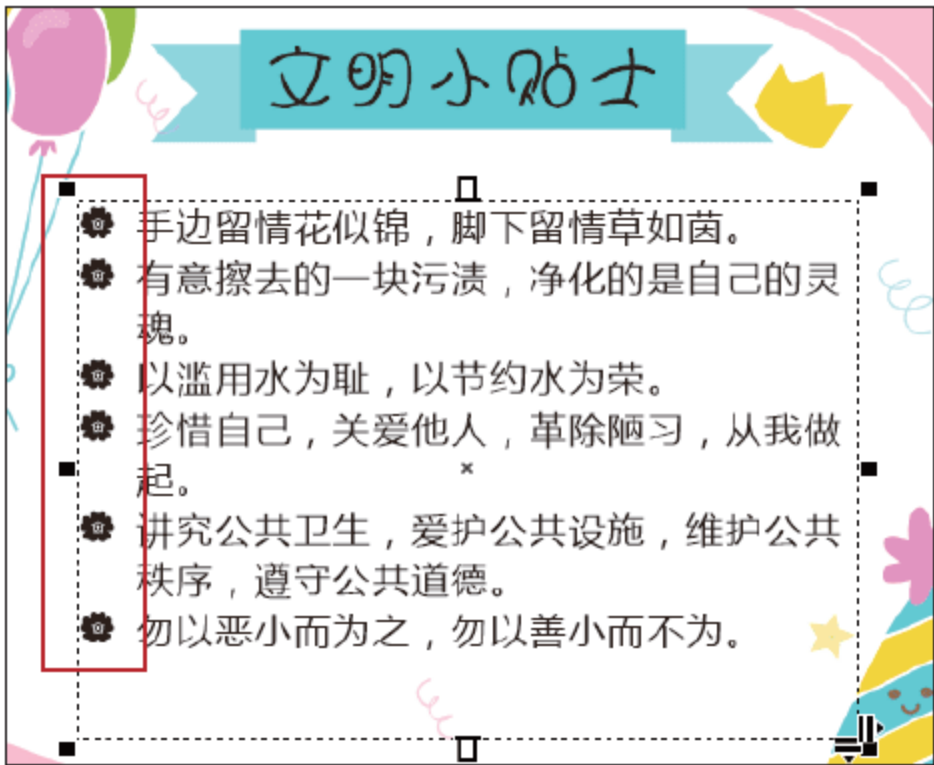 文明小贴士
手边留情花似锦，脚下留情草如茵。
有意擦去的一块污渍，净化的是自己的灵
魂。
以滥用水为耻，以节约水为荣。
珍惜自己，关爱他人，革除陋习，从我做
起。
讲究公共卫生，爱护公共设施，维护公共
秩序，遵守公共道德。
勿以恶小而为之，勿以善小而不为。